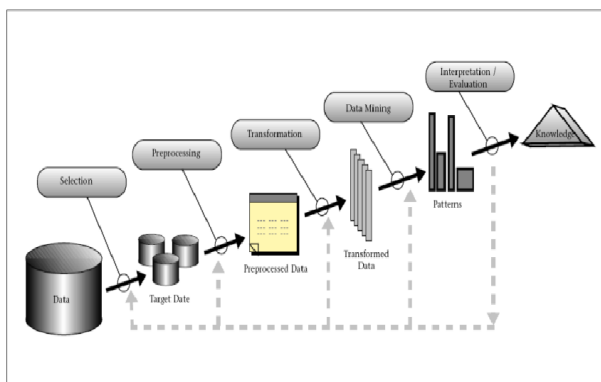 Interpretation /
Evaluation
Data Mining
Transformation
Preprocessing
Selection
Knowledge
Patterns
Transformed
Data
Preprocessed Data
Target Date
Data